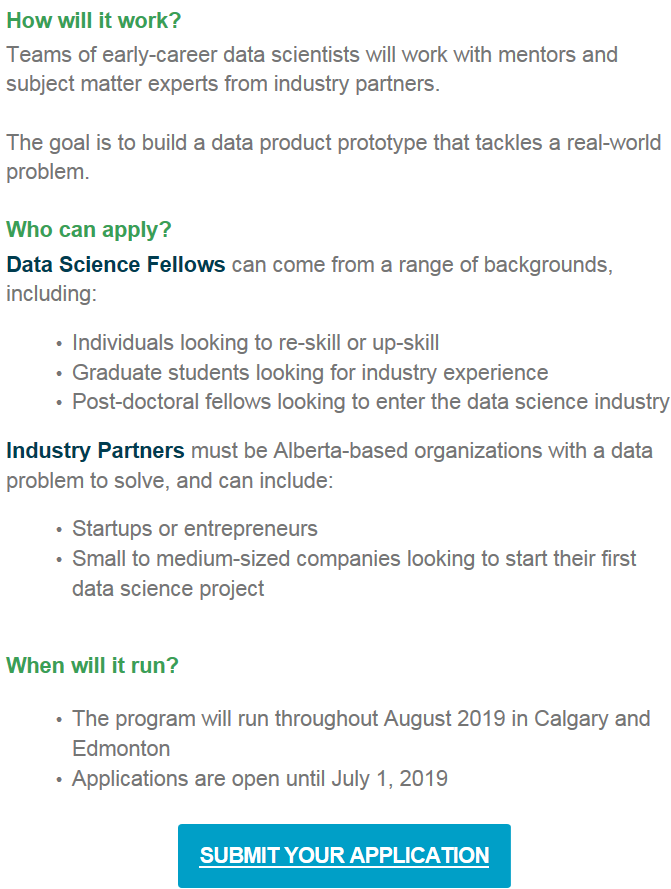 How will it work?
Teams of early-career data scientists will work with mentors and
subject matter experts from industry partners.
The goal is to build a data product prototype that tackles a real-world
problem.
Who can apply?
Data Science Fellows can come from a range of backgrounds,
including:
• Individuals looking to re-skill or up-skill
• Graduate students looking for industry experience
• Post-doctoral fellows looking to enter the data science industry
Industry Partners must be Alberta-based organizations with a data
problem to solve, and can include:
• Startups or entrepreneurs
• Small to medium-sized companies looking to start their first
data science project
When will it run?
• The program will run throughout August 2019 in Calgary and
Edmonton
• Applications are open until July 1, 2019
SUBMIT YOUR APPLICATION